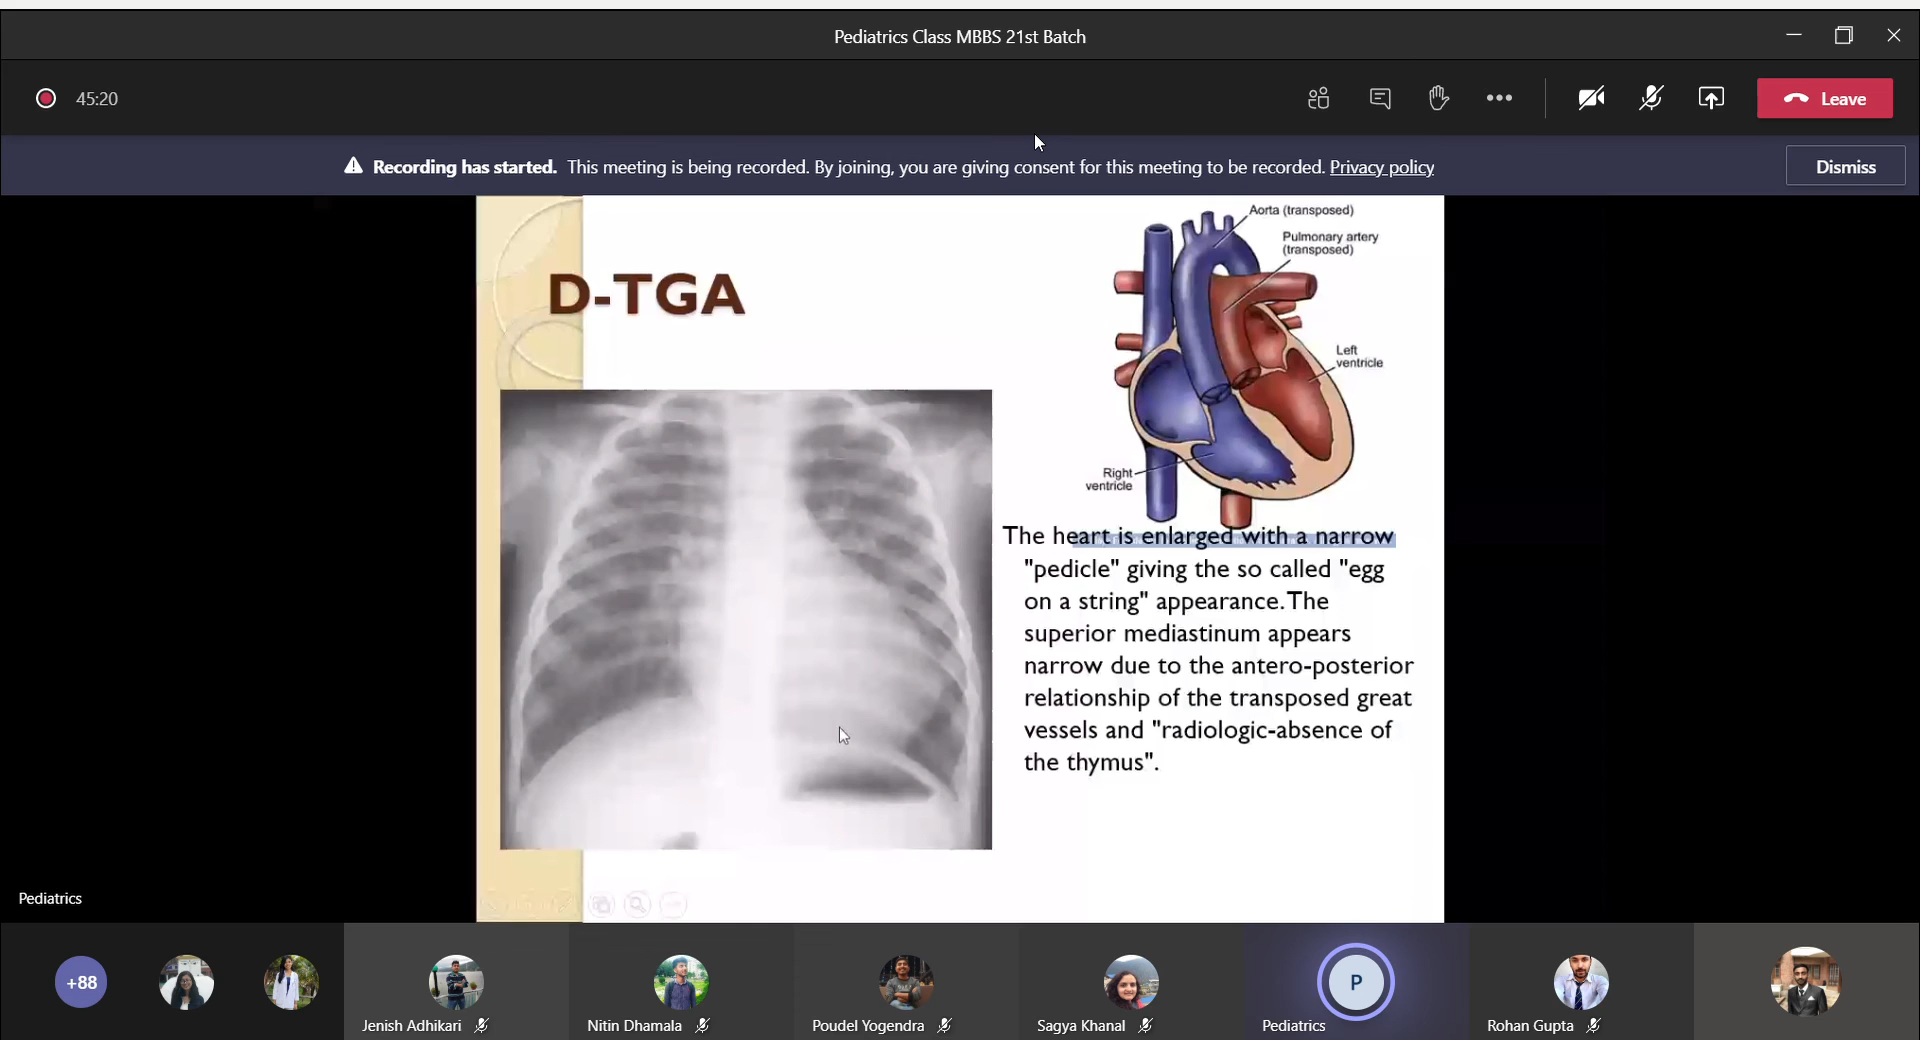 Pediatrics Class MBBS 21st Batch
45:20
Leave
Recording has started. This meeting is being recorded. By joining, you are giving consent for this meeting to be recorded. Privacy policy
Dismiss
D-TGA
Aorta (transposed)
Pulmonary artery
(transposed)
Left
ventricle
Right
ventricle
The heart is enlarged with a narrow
"pedicle" giving the so called "egg
on a string" appearance. The
superior mediastinum appears
narrow due to the antero-posterior
relationship of the transposed great
vessels and "radiologic-absence of
the thymus".
Pediatrics
+88
Jenish Adhikari
Nitin Dhamala
Poudel Yogendra
Sagya Khanal
P
Pediatrics
Rohan Gupta